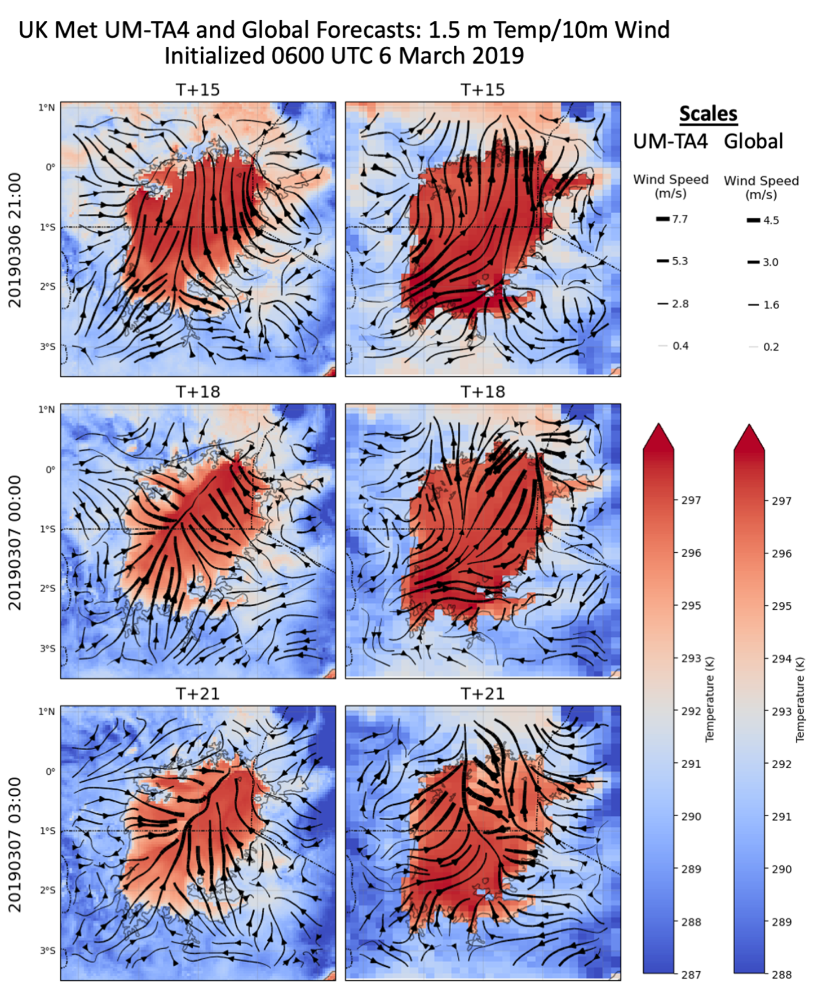 UK Met UM-TA4 and Global Forecasts: 1.5 m Temp/10m Wind
Initialized 0600 UTC 6 March 2019
T+15
T+15
1°N
0°
1°S
2°S
3°S
20190306 21:00
Scales
UM-TA4
Global
Wind Speed
(m/s)
7.7
5.3
2.8
0.4
Wind Speed
(m/s)
4.5
3.0
1.6
0.2
T+18
T+18
1°N
0°
1°S
2°S
3°S
20190307 00:00
T+21
T+21
1°N
0°
1°S
2°S
3°S
20190307 03:00
297
296
295
293
292
291
290
289
288
287
Temperature (K)
297
296
295
294
293
292
291
290
289
288
Temperature (K)